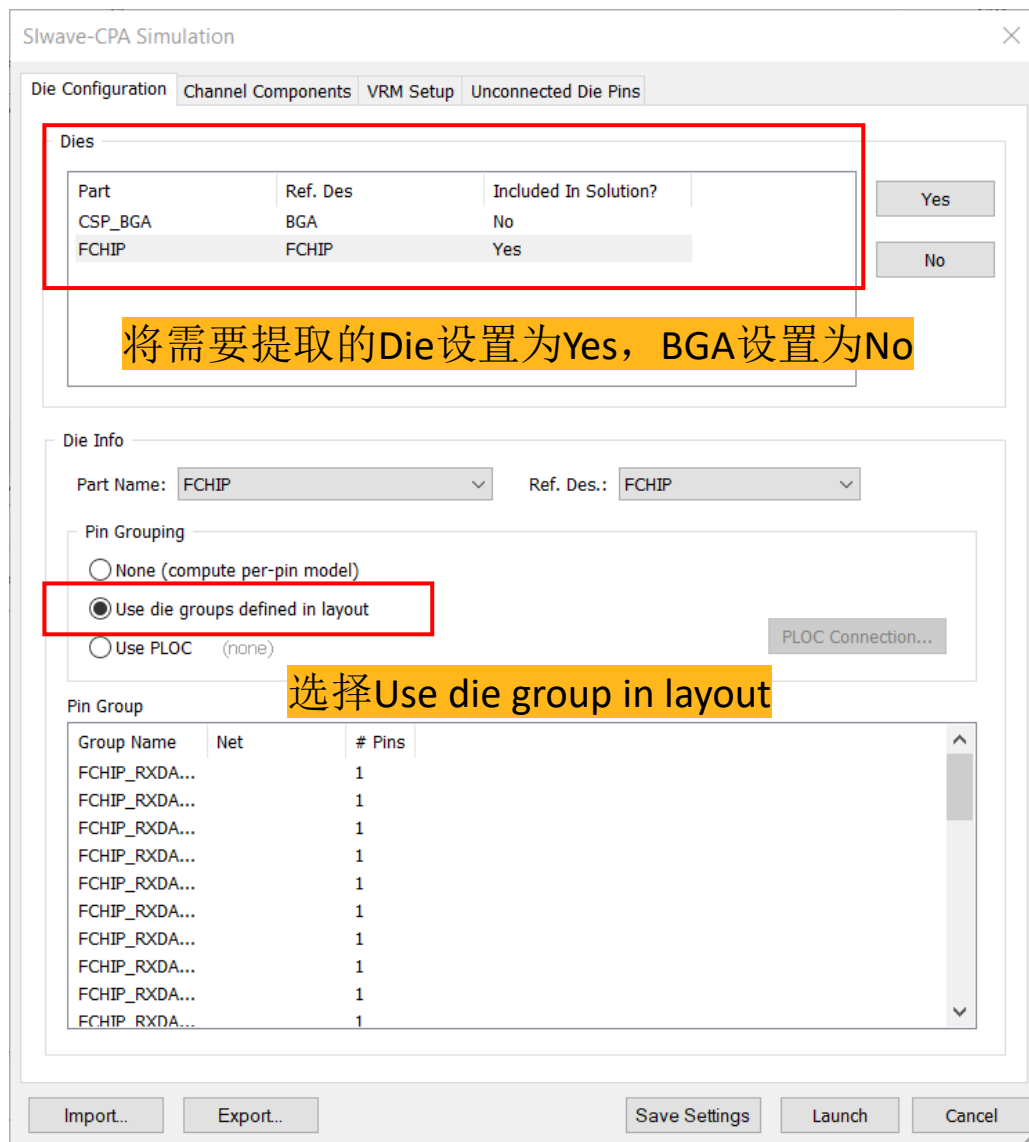 SIwave-CPA Simulation
Die Configuration Channel Components VRM Setup Unconnected Die Pins
Dies
Part Ref. Des Included In Solution?
CSP_BGA BGA No
FCHIP FCHIP Yes
Yes
No
将需要提取的Die设置为Yes，BGA设置为No
Die Info
Part Name: FCHIP Ref. Des.: FCHIP
Pin Grouping
None (compute per-pin model)
Use die groups defined in layout
Use PLOC (none)
PLOC Connection...
选择Use die group in layout
Pin Group
Group Name Net # Pins
FCHIP_RXDA... 1
FCHIP_RXDA... 1
FCHIP_RXDA... 1
FCHIP_RXDA... 1
FCHIP_RXDA... 1
FCHIP_RXDA... 1
FCHIP_RXDA... 1
FCHIP_RXDA... 1
FCHIP_RXDA... 1
FCHIP_RXDA... 1
Import... Export... Save Settings Launch Cancel